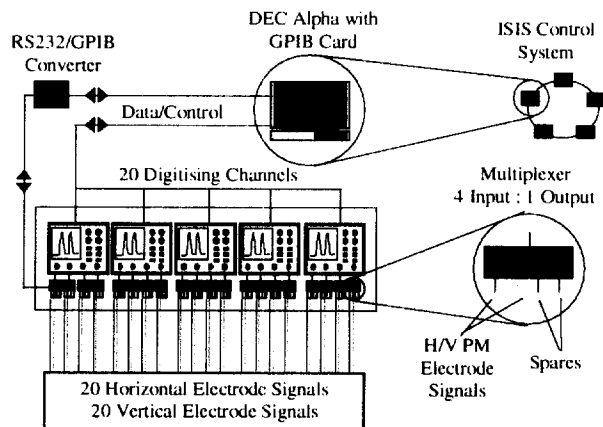 DEC Alpha with
GPIB Card
RS232/GPIB
Converter
ISIS Control
System
Data/Control
20 Digitising Channels
Multiplexer
4 Input : 1 Output
H/V PM
Electrode
Signals
Spares
20 Horizontal Electrode Signals
20 Vertical Electrode Signals